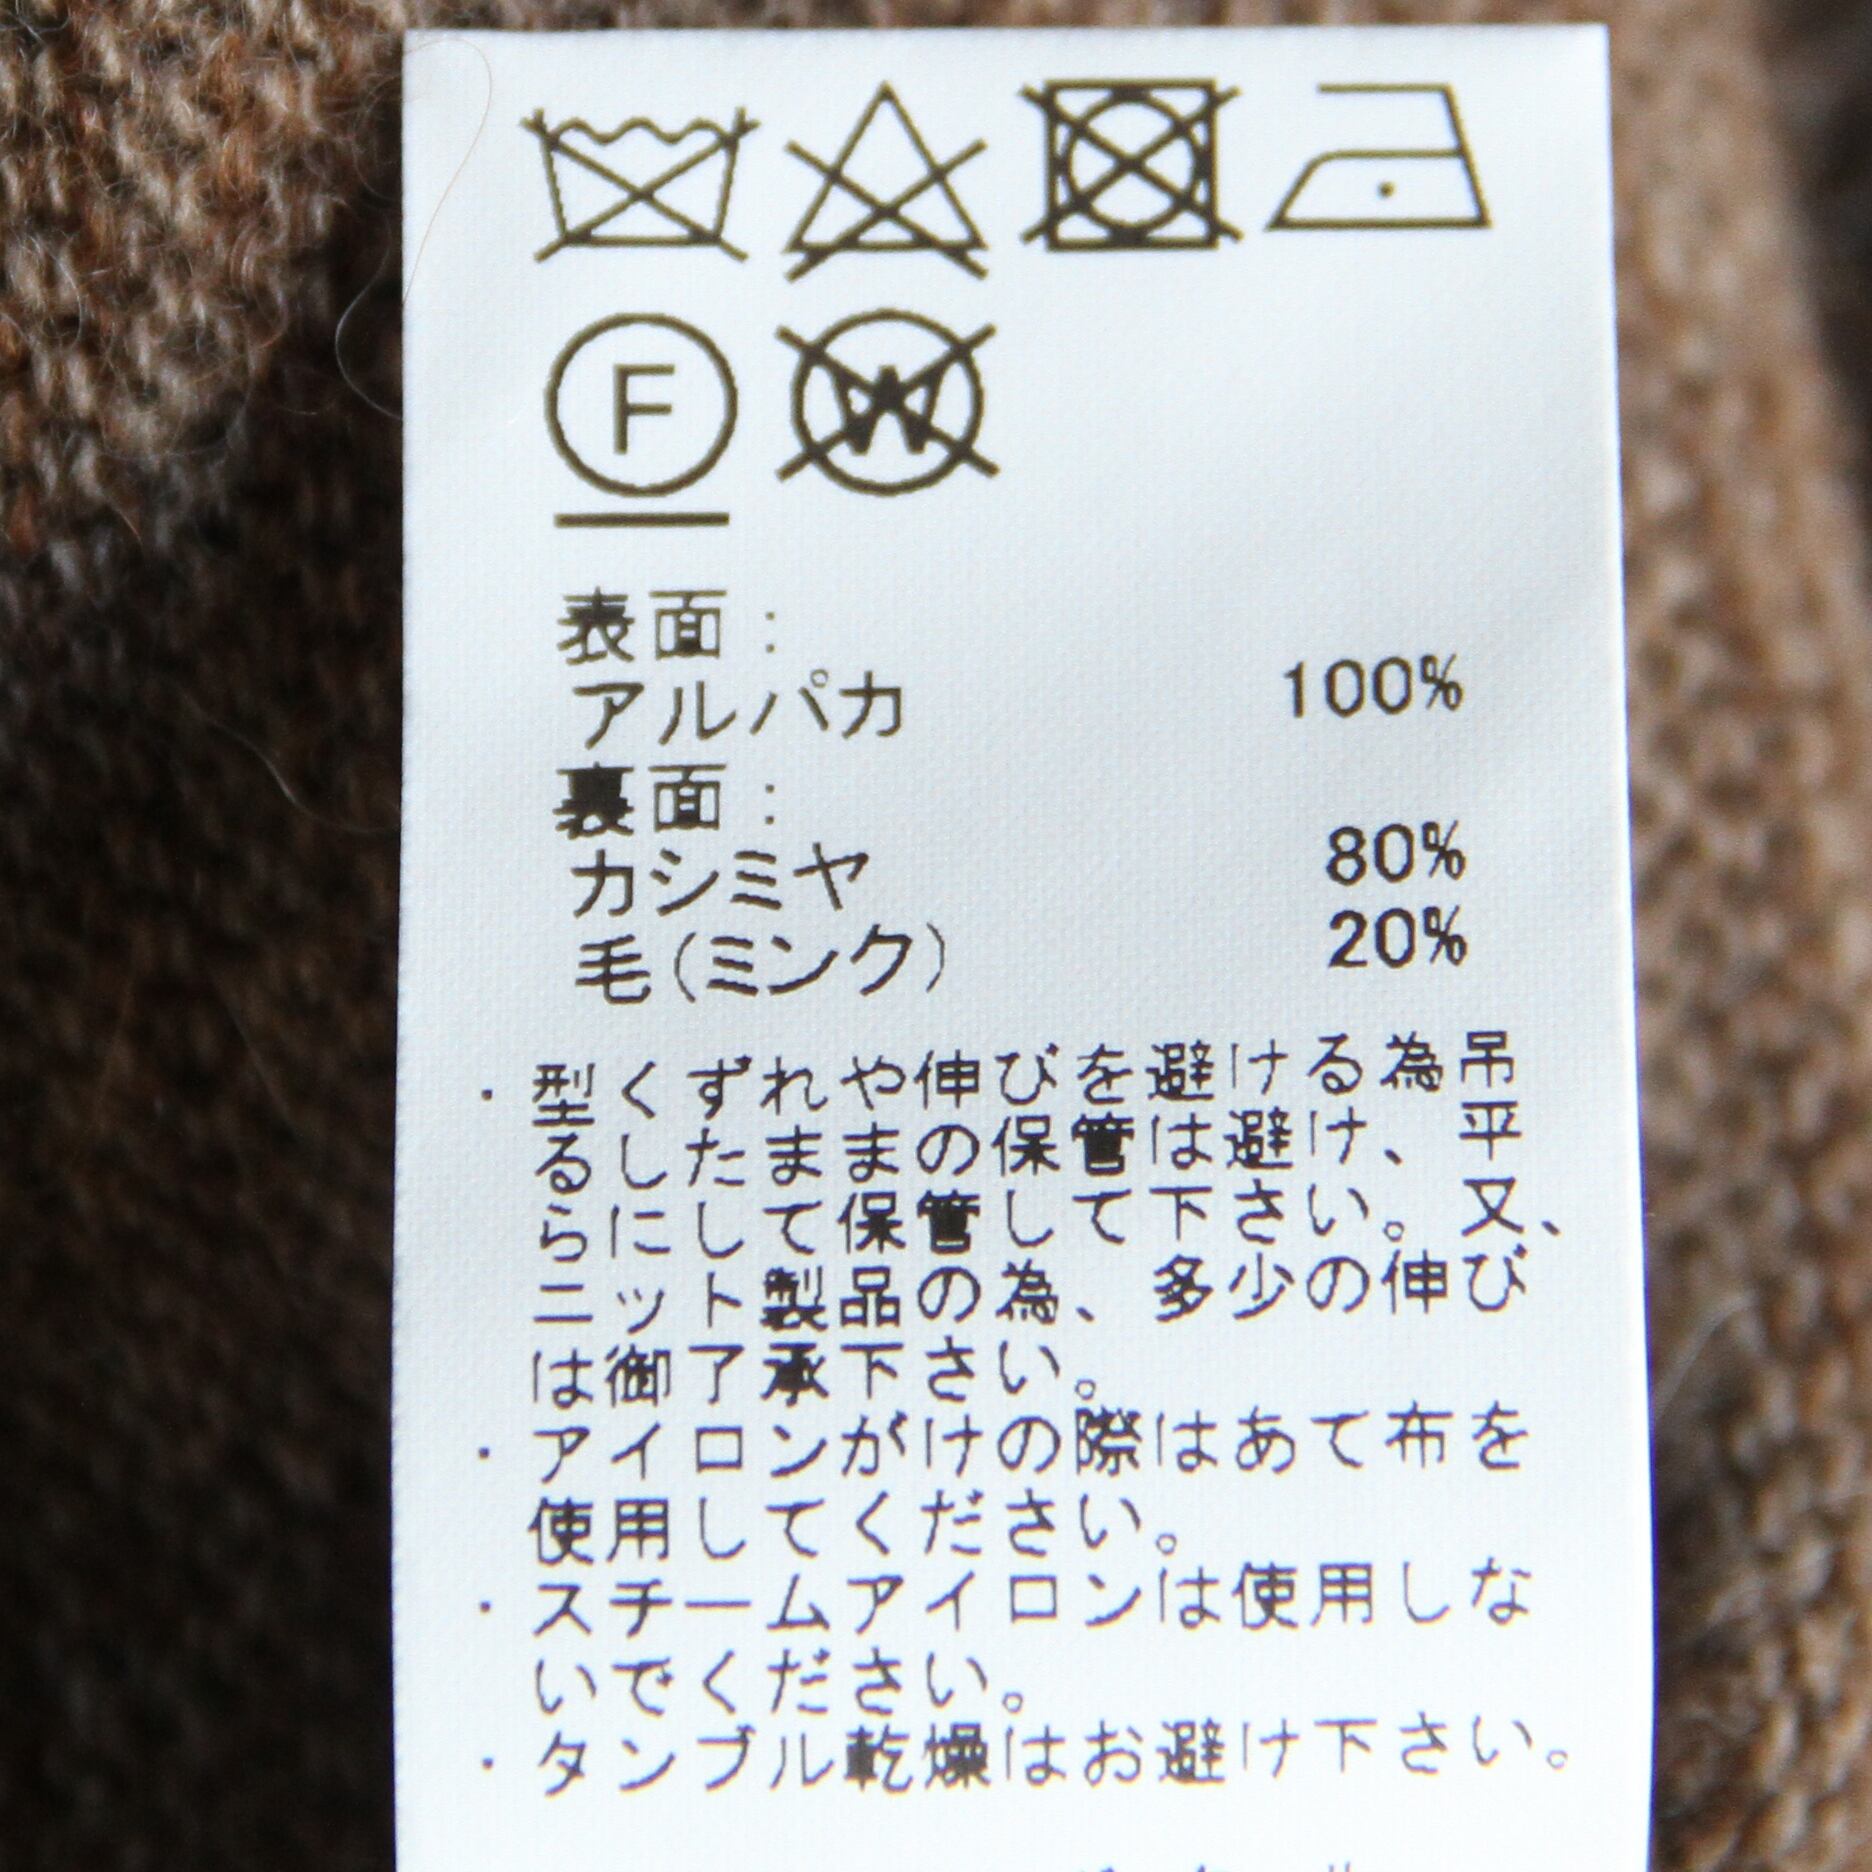 F
W
表面:
アルパカ 100%
裏面:
カシミヤ 80%
毛(ミンク) 20%
・型くずれや伸びを避ける為吊
るしたままの保管は避け、平
らにして保管して下さい。又、
ニット製品の為、多少の伸び
は御了承下さい。
・アイロンがけの際はあて布を
使用してください。
・スチームアイロンは使用しな
いでください。
・タンブル乾燥はお避け下さい。